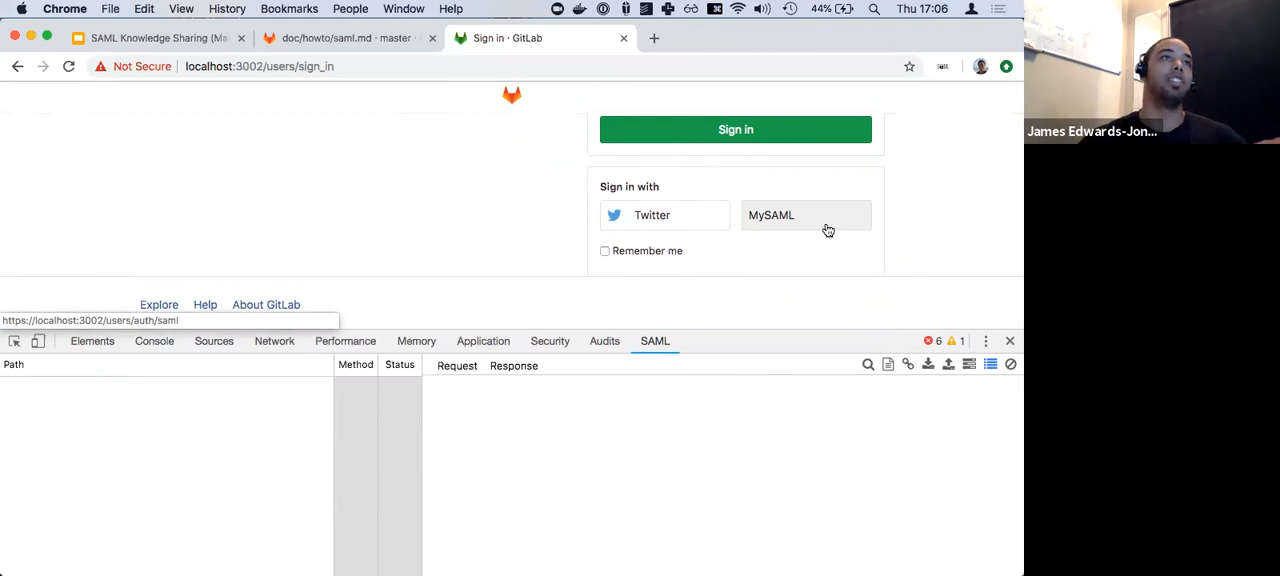 Chrome File Edit View History Bookmarks People Window Help 44% Thu 17:06
SAML Knowledge Sharing (Ma doc/howto/saml.md · master · Sign in · GitLab
Not Secure localhost:3002/users/sign_in
James Edwards-Jon...
Sign in
Sign in with
Twitter MySAML
Remember me
Explore Help About GitLab
https://localhost:3002/users/auth/saml
Elements Console Sources Network Performance Memory Application Security Audits SAML 6 1
Path Method Status Request Response